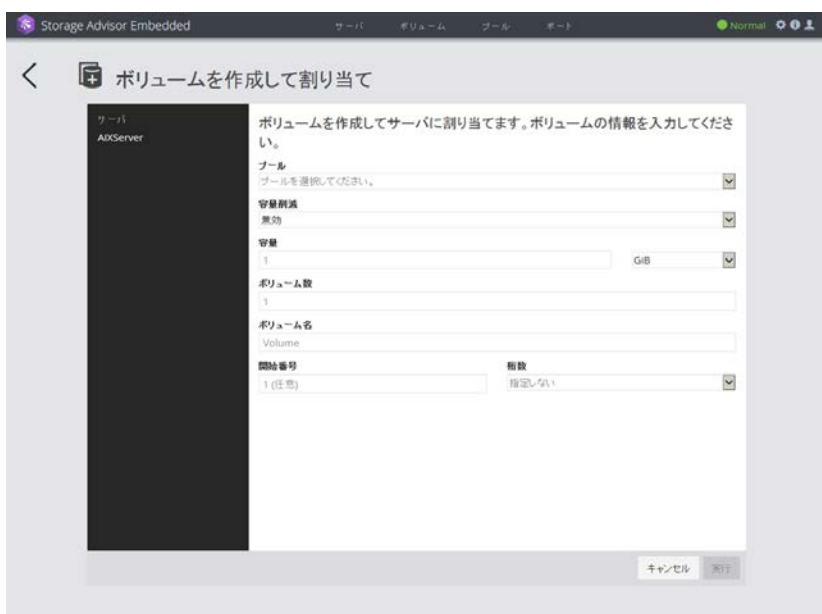 Storage Advisor Embedded
サーバ ボリューム プール ポート
Normal
ボリュームを作成して割り当て
サーバ
AIXServer
ボリュームを作成してサーバに割り当てます。ボリュームの情報を入力してくださ
い。
プール
プールを選択してください。
容量削減
無効
容量
1 GiB
ボリューム数
1
ボリューム名
Volume
開始番号 桁数
1 (任意) 指定しない
キャンセル 実行